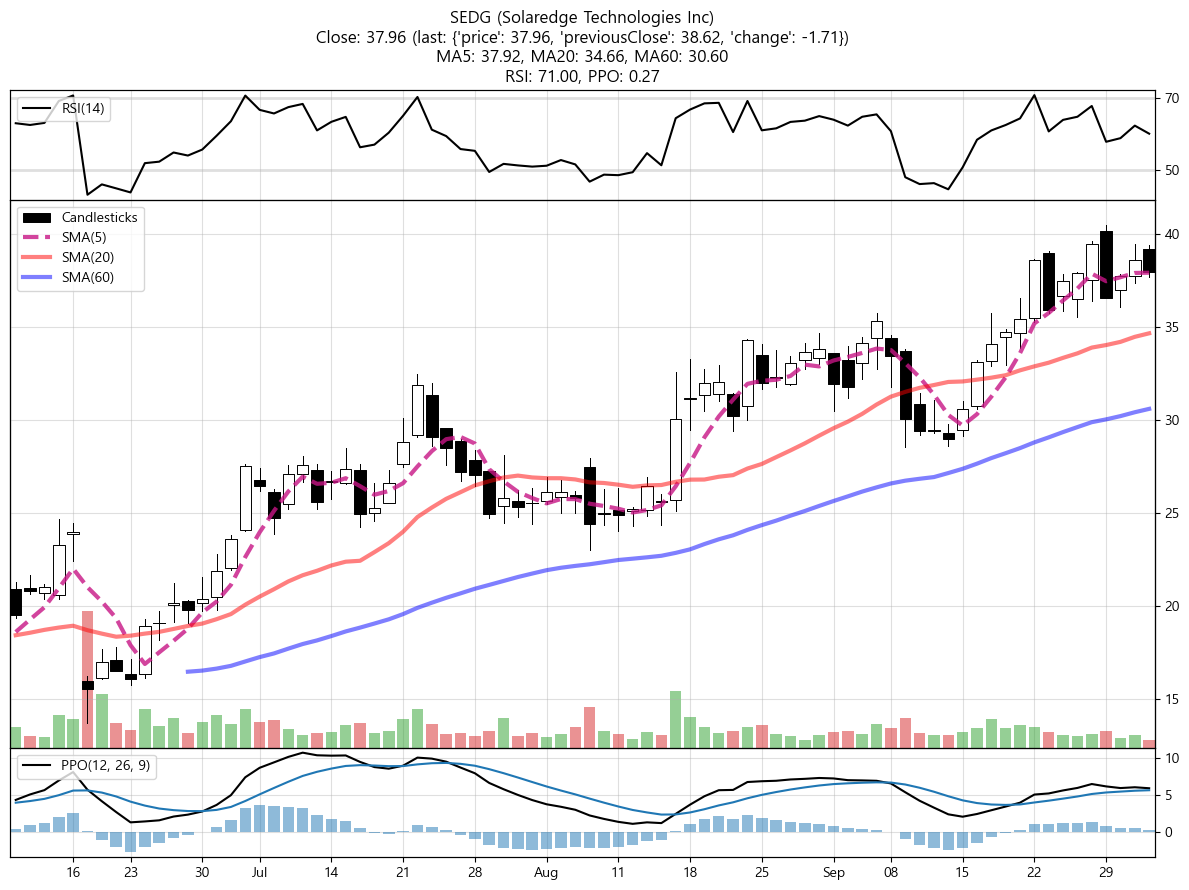 SEDG (Solaredge Technologies Inc)
Close: 37.96 (last: {'price': 37.96, 'previousClose': 38.62, 'change': -1.71})
MA5: 37.92, MA20: 34.66, MA60: 30.60
RSI: 71.00, PPO: 0.27
RSI(14)
70
50
Candlesticks
SMA(5)
SMA(20)
SMA(60)
40
35
30
25
20
15
PPO(12, 26, 9)
10
5
0
16 23 30 Jul 14 21 28 Aug 11 18 25 Sep 08 15 22 29